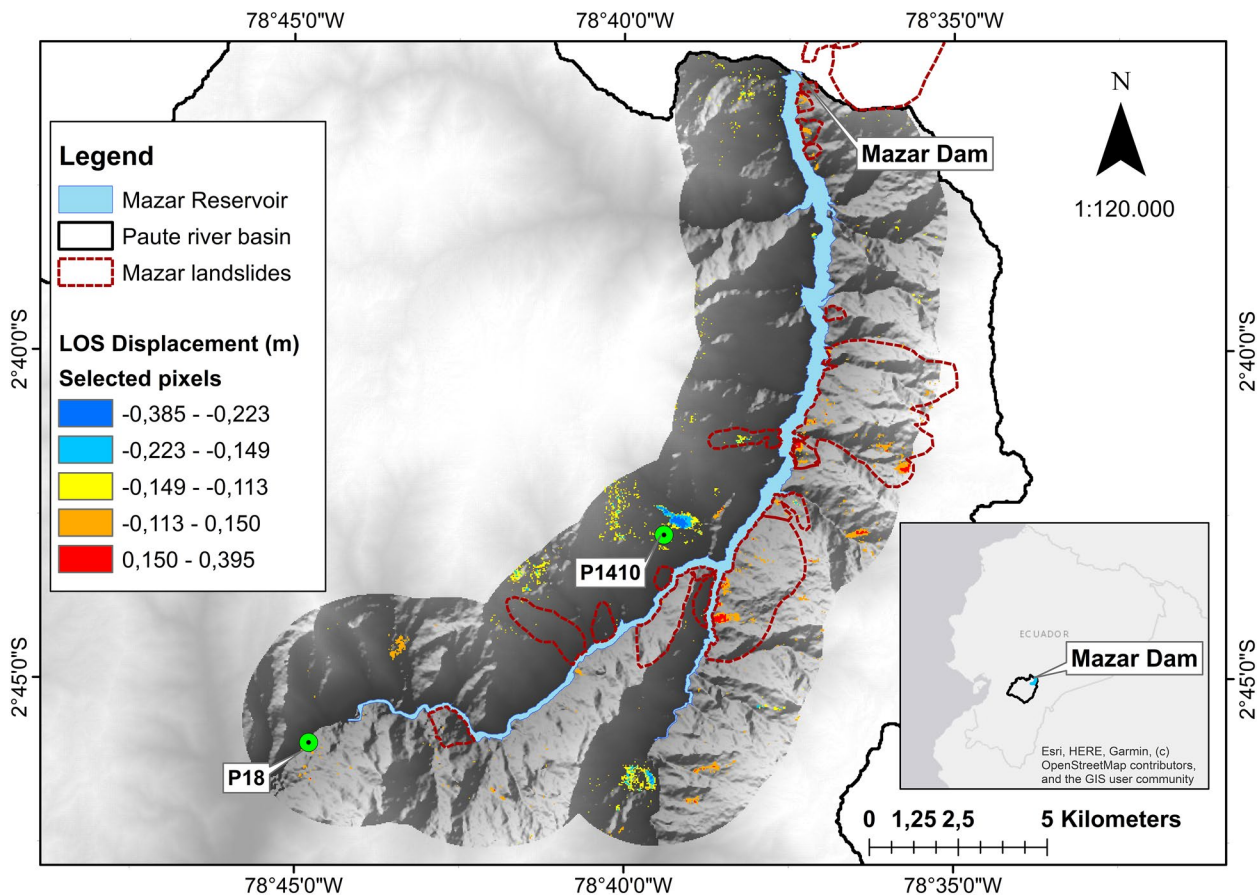 78°45'0"W
78°40'0"W
78°35'0"W
N
1:120.000
Mazar Dam
Legend
Mazar Reservoir
Paute river basin
Mazar landslides
LOS Displacement (m)
Selected pixels
-0,385 - -0,223
-0,223 - -0,149
-0,149 - -0,113
-0,113 - 0,150
0,150 - 0,395
2°40'0"S
2°40'0"S
P1410
P18
2°45'0"S
2°45'0"S
ECUADOR
Mazar Dam
Esri, HERE, Garmin, (c)
OpenStreetMap contributors,
and the GIS user community
0 1,25 2,5 5 Kilometers
78°45'0"W
78°40'0"W
78°35'0"W